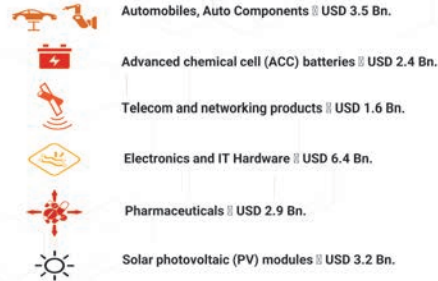 Automobiles, Auto Components ▯ USD 3.5 Bn.
Advanced chemical cell (ACC) batteries ▯ USD 2.4 Bn.
Telecom and networking products ▯ USD 1.6 Bn.
Electronics and IT Hardware ▯ USD 6.4 Bn.
Pharmaceuticals ▯ USD 2.9 Bn.
Solar photovoltaic (PV) modules ▯ USD 3.2 Bn.